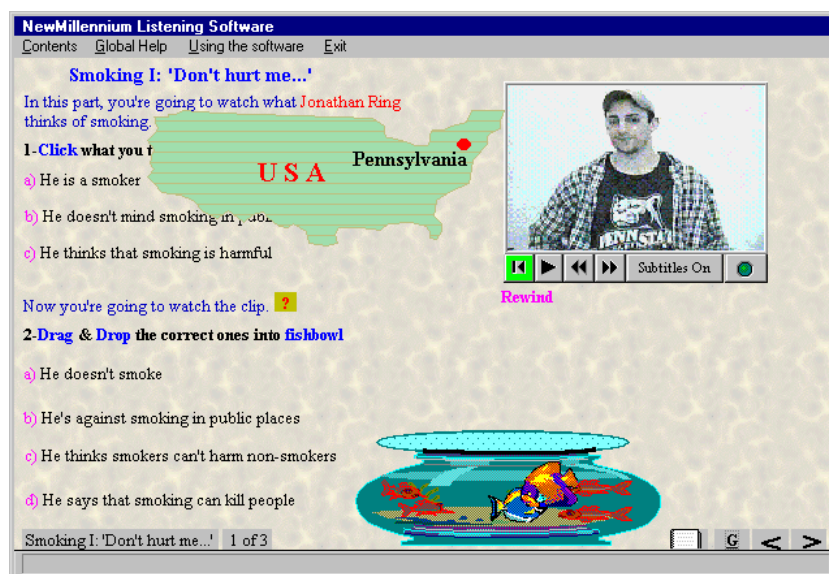 NewMillennium Listening Software
Contents Global Help Using the software Exit
Smoking I: 'Don't hurt me...'
In this part, you're going to watch what Jonathan Ring
thinks of smoking.
1-Click what you t
a) He is a smoker
b) He doesn't mind smoking in
c) He thinks that smoking is harmful
USA
Pennsylvania
PENN STATE
Subtitles On
Rewind
Now you're going to watch the clip. ?
2-Drag & Drop the correct ones into fishbowl
a) He doesn't smoke
b) He's against smoking in public places
c) He thinks smokers can't harm non-smokers
d) He says that smoking can kill people
Smoking I: 'Don't hurt me...' 1 of 3
G < >